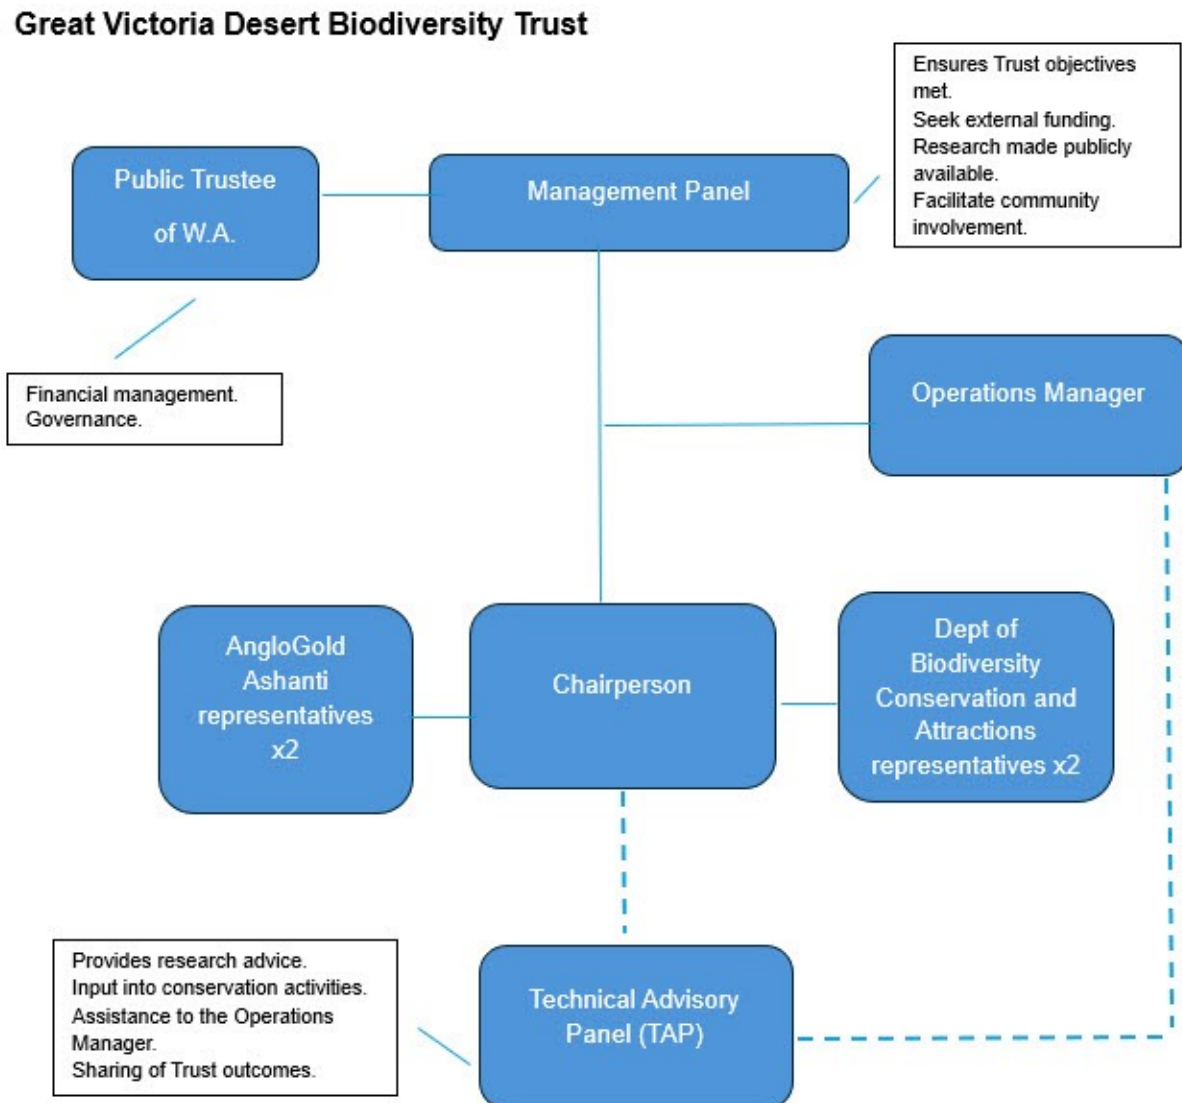 Great Victoria Desert Biodiversity Trust
Ensures Trust objectives
met.
Seek external funding.
Research made publicly
available.
Facilitate community
involvement.
Public Trustee
of W.A.
Management Panel
Financial management.
Governance.
Operations Manager
AngloGold
Ashanti
representatives
x2
Chairperson
Dept of
Biodiversity
Conservation and
Attractions
representatives x2
Provides research advice.
Input into conservation activities.
Assistance to the Operations
Manager.
Sharing of Trust outcomes.
Technical Advisory
Panel (TAP)